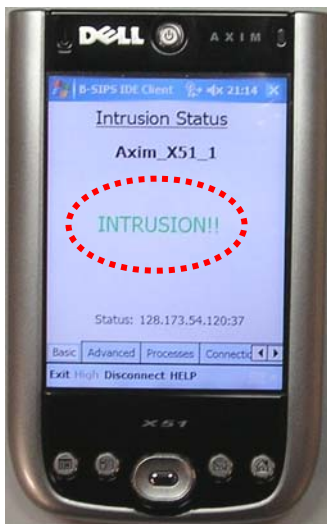 DELL AXIM
B-SIPS IDE Client 21:14
Intrusion Status
Axim_X51_1
INTRUSION!!
Status: 128.173.54.120:37
Basic Advanced Processes Connectic
Exit High Disconnect HELP
X51